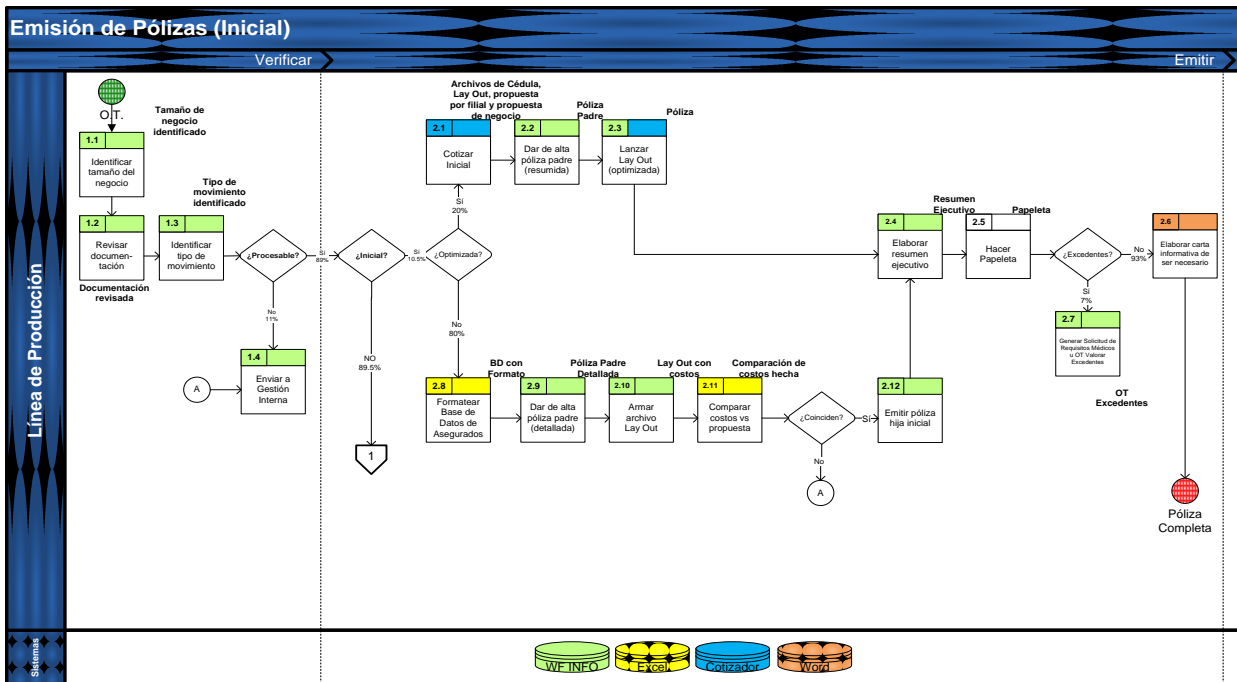 Emisión de Pólizas (Inicial)
Verificar
Emitir
Línea de Producción
Sistemas
O.T.
Tamaño de
negocio
identificado
1.1
Identificar
tamaño del
negocio
1.2
Revisar
documen-
tación
Documentación
revisada
Tipo de
movimiento
identificado
1.3
Identificar
tipo de
movimiento
¿Procesable?
Sí
89%
No
11%
1.4
Enviar a
Gestión
Interna
A
¿Inicial?
Sí
10.5%
NO
89.5%
1
¿Optimizada?
Sí
20%
No
80%
Archivos de Cédula,
Lay Out, propuesta
por filial y propuesta
de negocio
2.1
Cotizar
Inicial
Póliza
Padre
2.2
Dar de alta
póliza padre
(resumida)
Póliza
2.3
Lanzar
Lay Out
(optimizada)
BD con
Formato
2.8
Formatear
Base de
Datos de
Asegurados
Póliza Padre
Detallada
2.9
Dar de alta
póliza padre
(detallada)
Lay Out con
costos
2.10
Armar
archivo
Lay Out
Comparación de
costos hecha
2.11
Comparar
costos vs
propuesta
¿Coinciden?
Sí
No
A
2.12
Emitir póliza
hija inicial
Resumen
Ejecutivo
2.4
Elaborar
resumen
ejecutivo
Papeleta
2.5
Hacer
Papeleta
¿Excedentes?
No
93%
Sí
7%
2.6
Elaborar carta
informativa de
ser necesario
2.7
Generar Solicitud de
Requisitos Médicos
u OT Valorar
Excedentes
OT
Excedentes
Póliza
Completa
WF INFO
Excel
Cotizador
Word